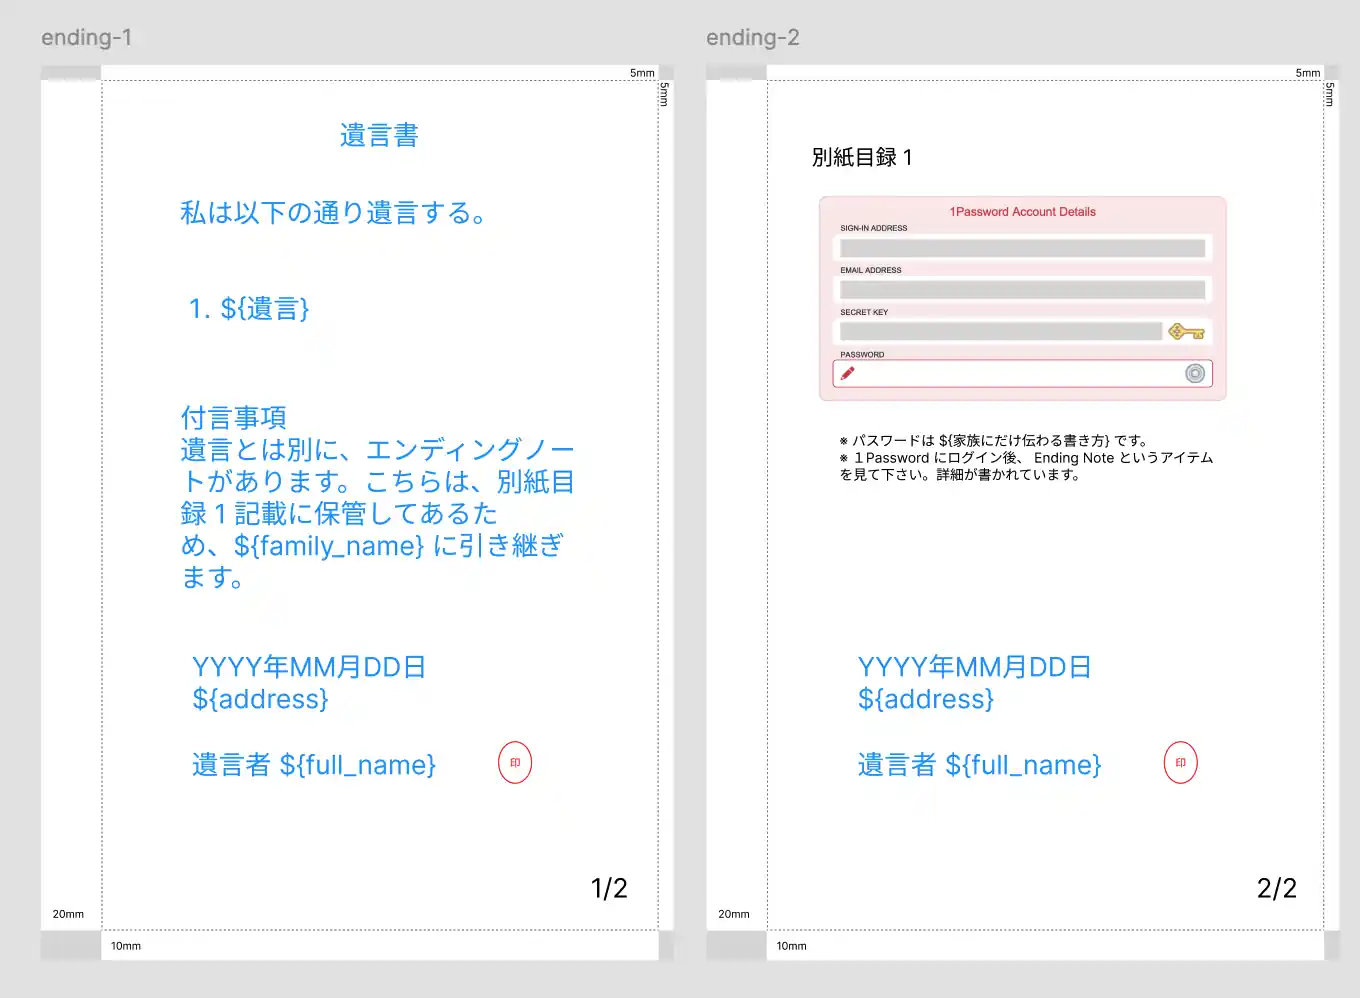 ending-1
5mm
5mm
遺言書
私は以下の通り遺言する。
1. ${遺言}
付言事項
遺言とは別に、エンディングノー
トがあります。こちらは、別紙目
録 1 記載に保管してあるた
め、${family_name} に引き継ぎ
ます。
YYYY年MM月DD日
${address}
遺言者 ${full_name}
印
1/2
20mm
10mm
ending-2
5mm
5mm
別紙目録 1
1Password Account Details
SIGN-IN ADDRESS
EMAIL ADDRESS
SECRET KEY
PASSWORD
※ パスワードは ${家族にだけ伝わる書き方} です。
※ １Password にログイン後、 Ending Note というアイテム
を見て下さい。詳細が書かれています。
YYYY年MM月DD日
${address}
遺言者 ${full_name}
印
2/2
20mm
10mm